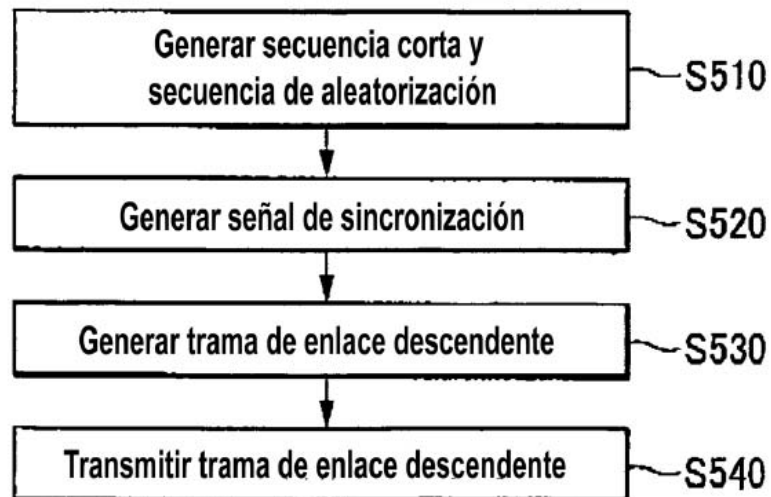 Generar secuencia corta y
secuencia de aleatorización
S510
Generar señal de sincronización
S520
Generar trama de enlace descendente
S530
Transmitir trama de enlace descendente
S540